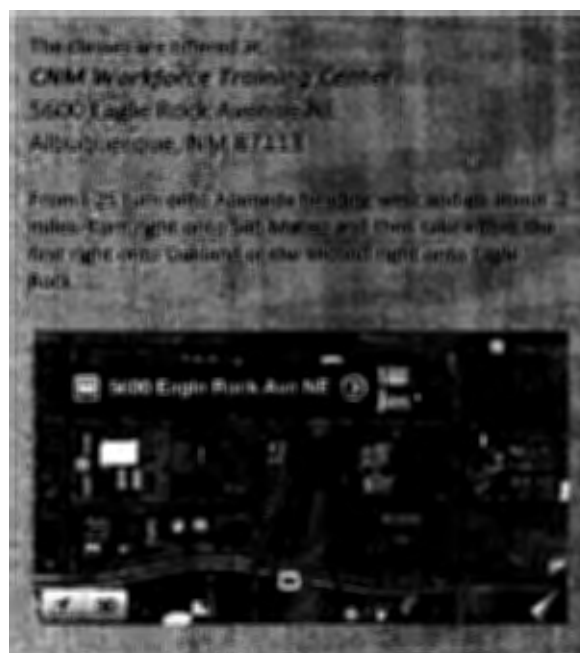 The classes are offered at:
CNM Workforce Training Center
5600 Eagle Rock Avenue NE
Albuquerque, NM 87113
From I-25 turn onto Alameda heading west and go about .2
miles. Turn right onto San Mateo and then take either the
first right onto Oakland or the second right onto Eagle
Rock.
5600 Eagle Rock Ave NE
3D